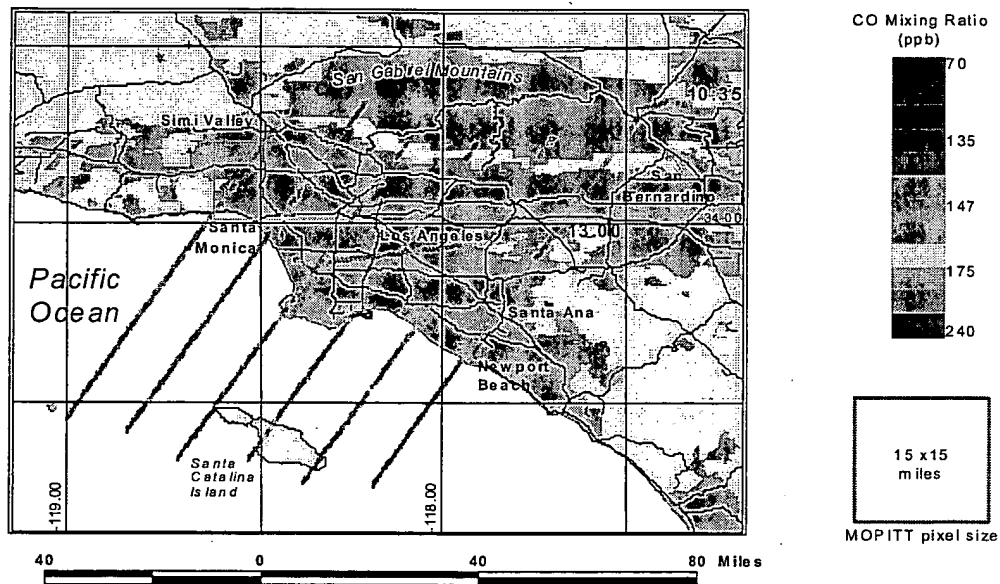 CO Mixing Ratio
(ppb)
70
135
147
175
240
San Gabriel Mountains
10:35
Simi Valley
San
Bernardino
34.00
Santa
Monica
Los Angeles
13:00
Pacific
Ocean
Santa Ana
Newport
Beach
Santa
Catalina
Island
-119.00
-118.00
15 x15
miles
MOPITT pixel size
40
0
40
80 Miles